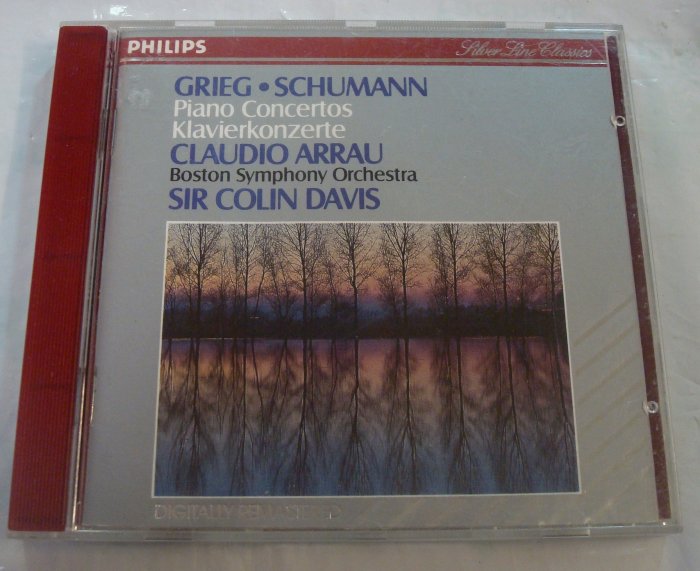 PHILIPS
Silver Line Classics
GRIEG • SCHUMANN
Piano Concertos
Klavierkonzerte
CLAUDIO ARRAU
Boston Symphony Orchestra
SIR COLIN DAVIS
DIGITALLY REMASTERED